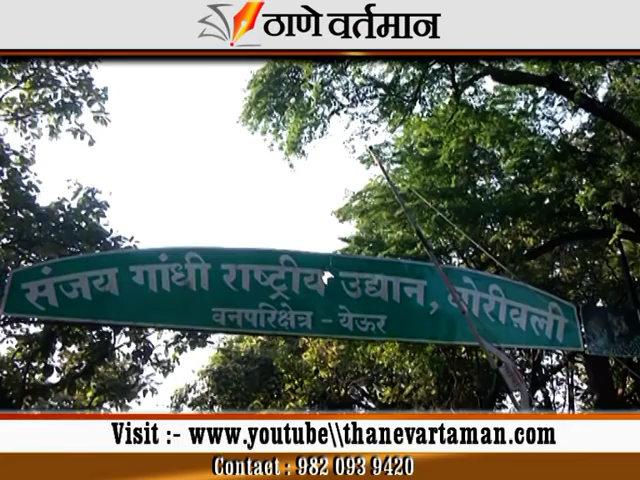 ठाणे वर्तमान
संजय गांधी राष्ट्रीय उद्यान, बोरीवली
वनपरिक्षेत्र - येऊर
Visit :- www.youtube\\thanevartaman.com
Contact : 982 093 9420